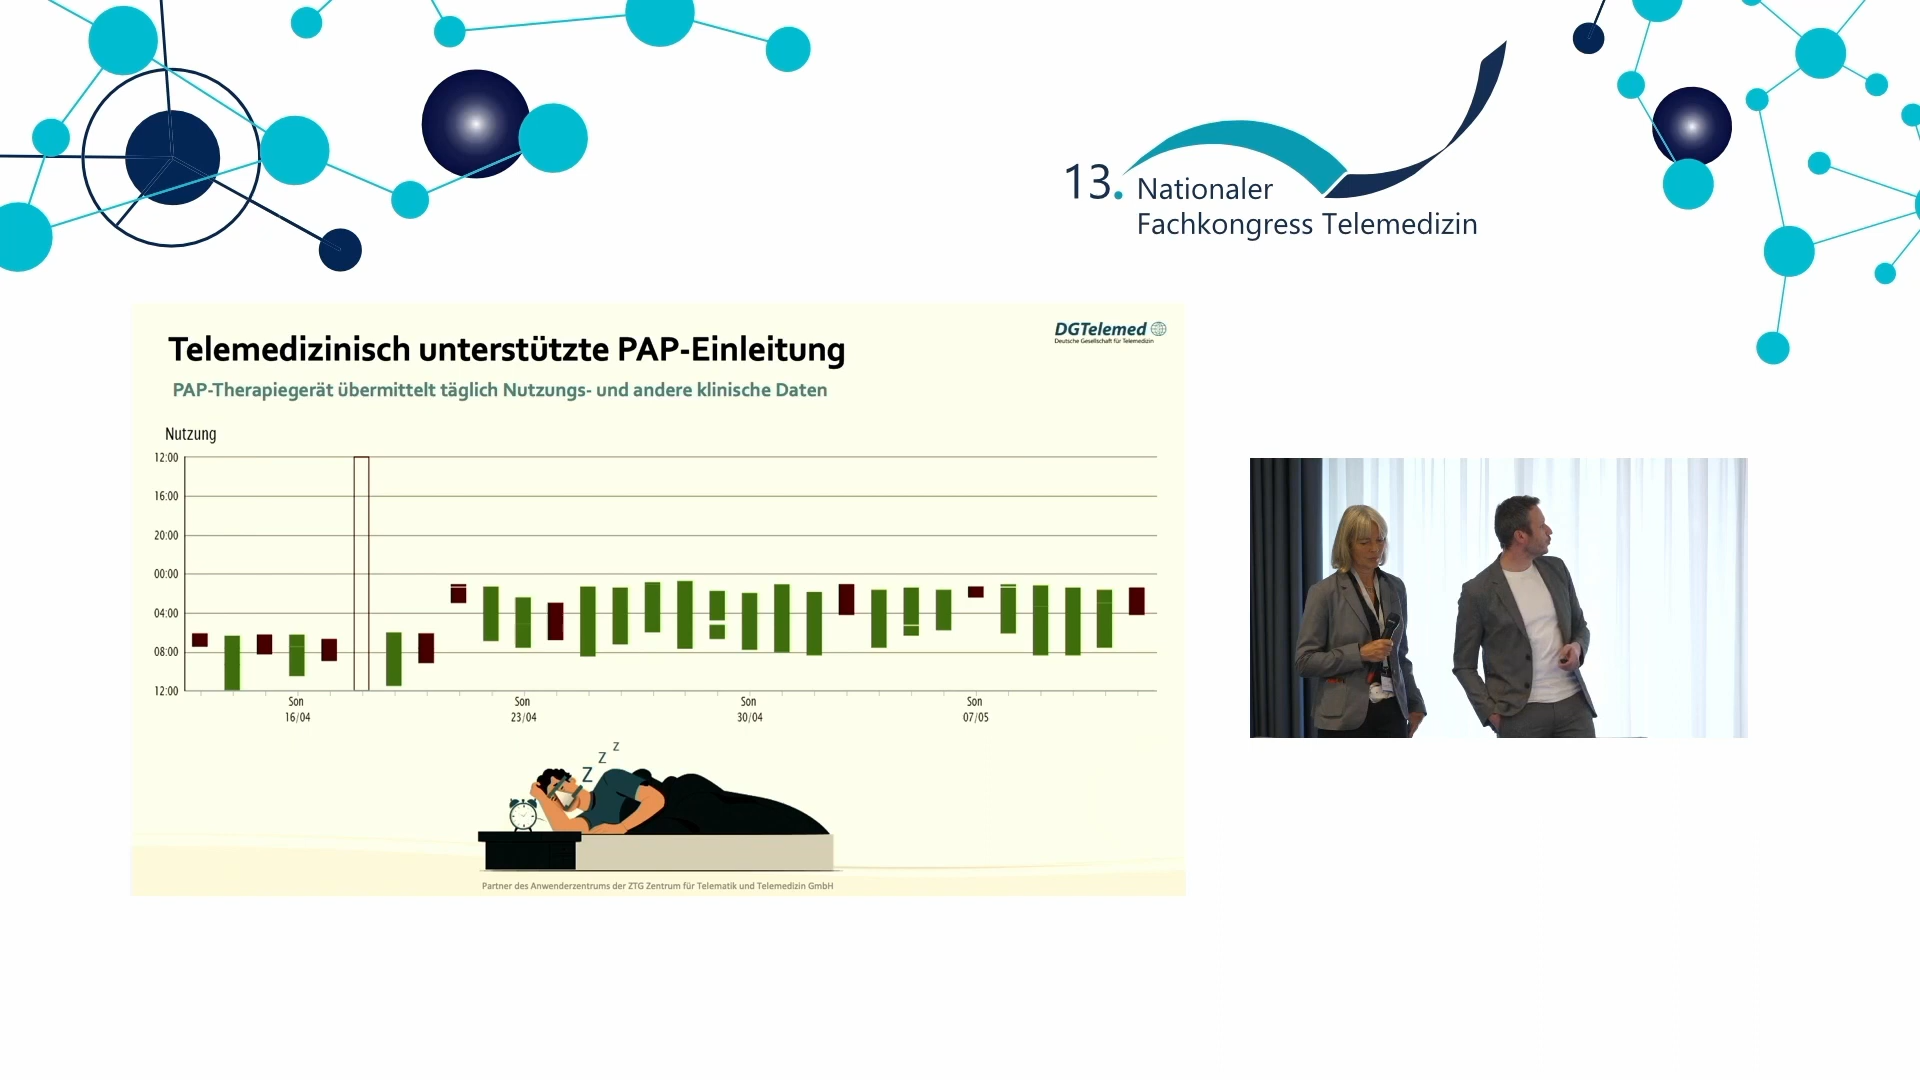 13. Nationaler
Fachkongress Telemedizin
Telemedizinisch unterstützte PAP-Einleitung
DGTelemed
Deutsche Gesellschaft für Telemedizin
PAP-Therapiegerät übermittelt täglich Nutzungs- und andere klinische Daten
Nutzung
12:00
16:00
20:00
00:00
04:00
08:00
12:00
Son Son Son Son
16/04 23/04 30/04 07/05
Z Z Z
Partner des Anwenderzentrums der ZTG Zentrum für Telematik und Telemedizin GmbH